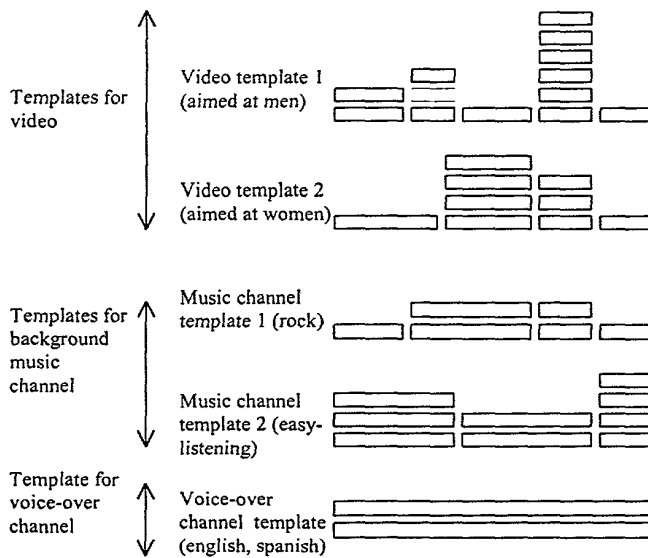 Templates for
video
Video template 1
(aimed at men)
Video template 2
(aimed at women)
Templates for
background
music
channel
Music channel
template 1 (rock)
Music channel
template 2 (easy-
listening)
Template for
voice-over
channel
Voice-over
channel template
(english, spanish)